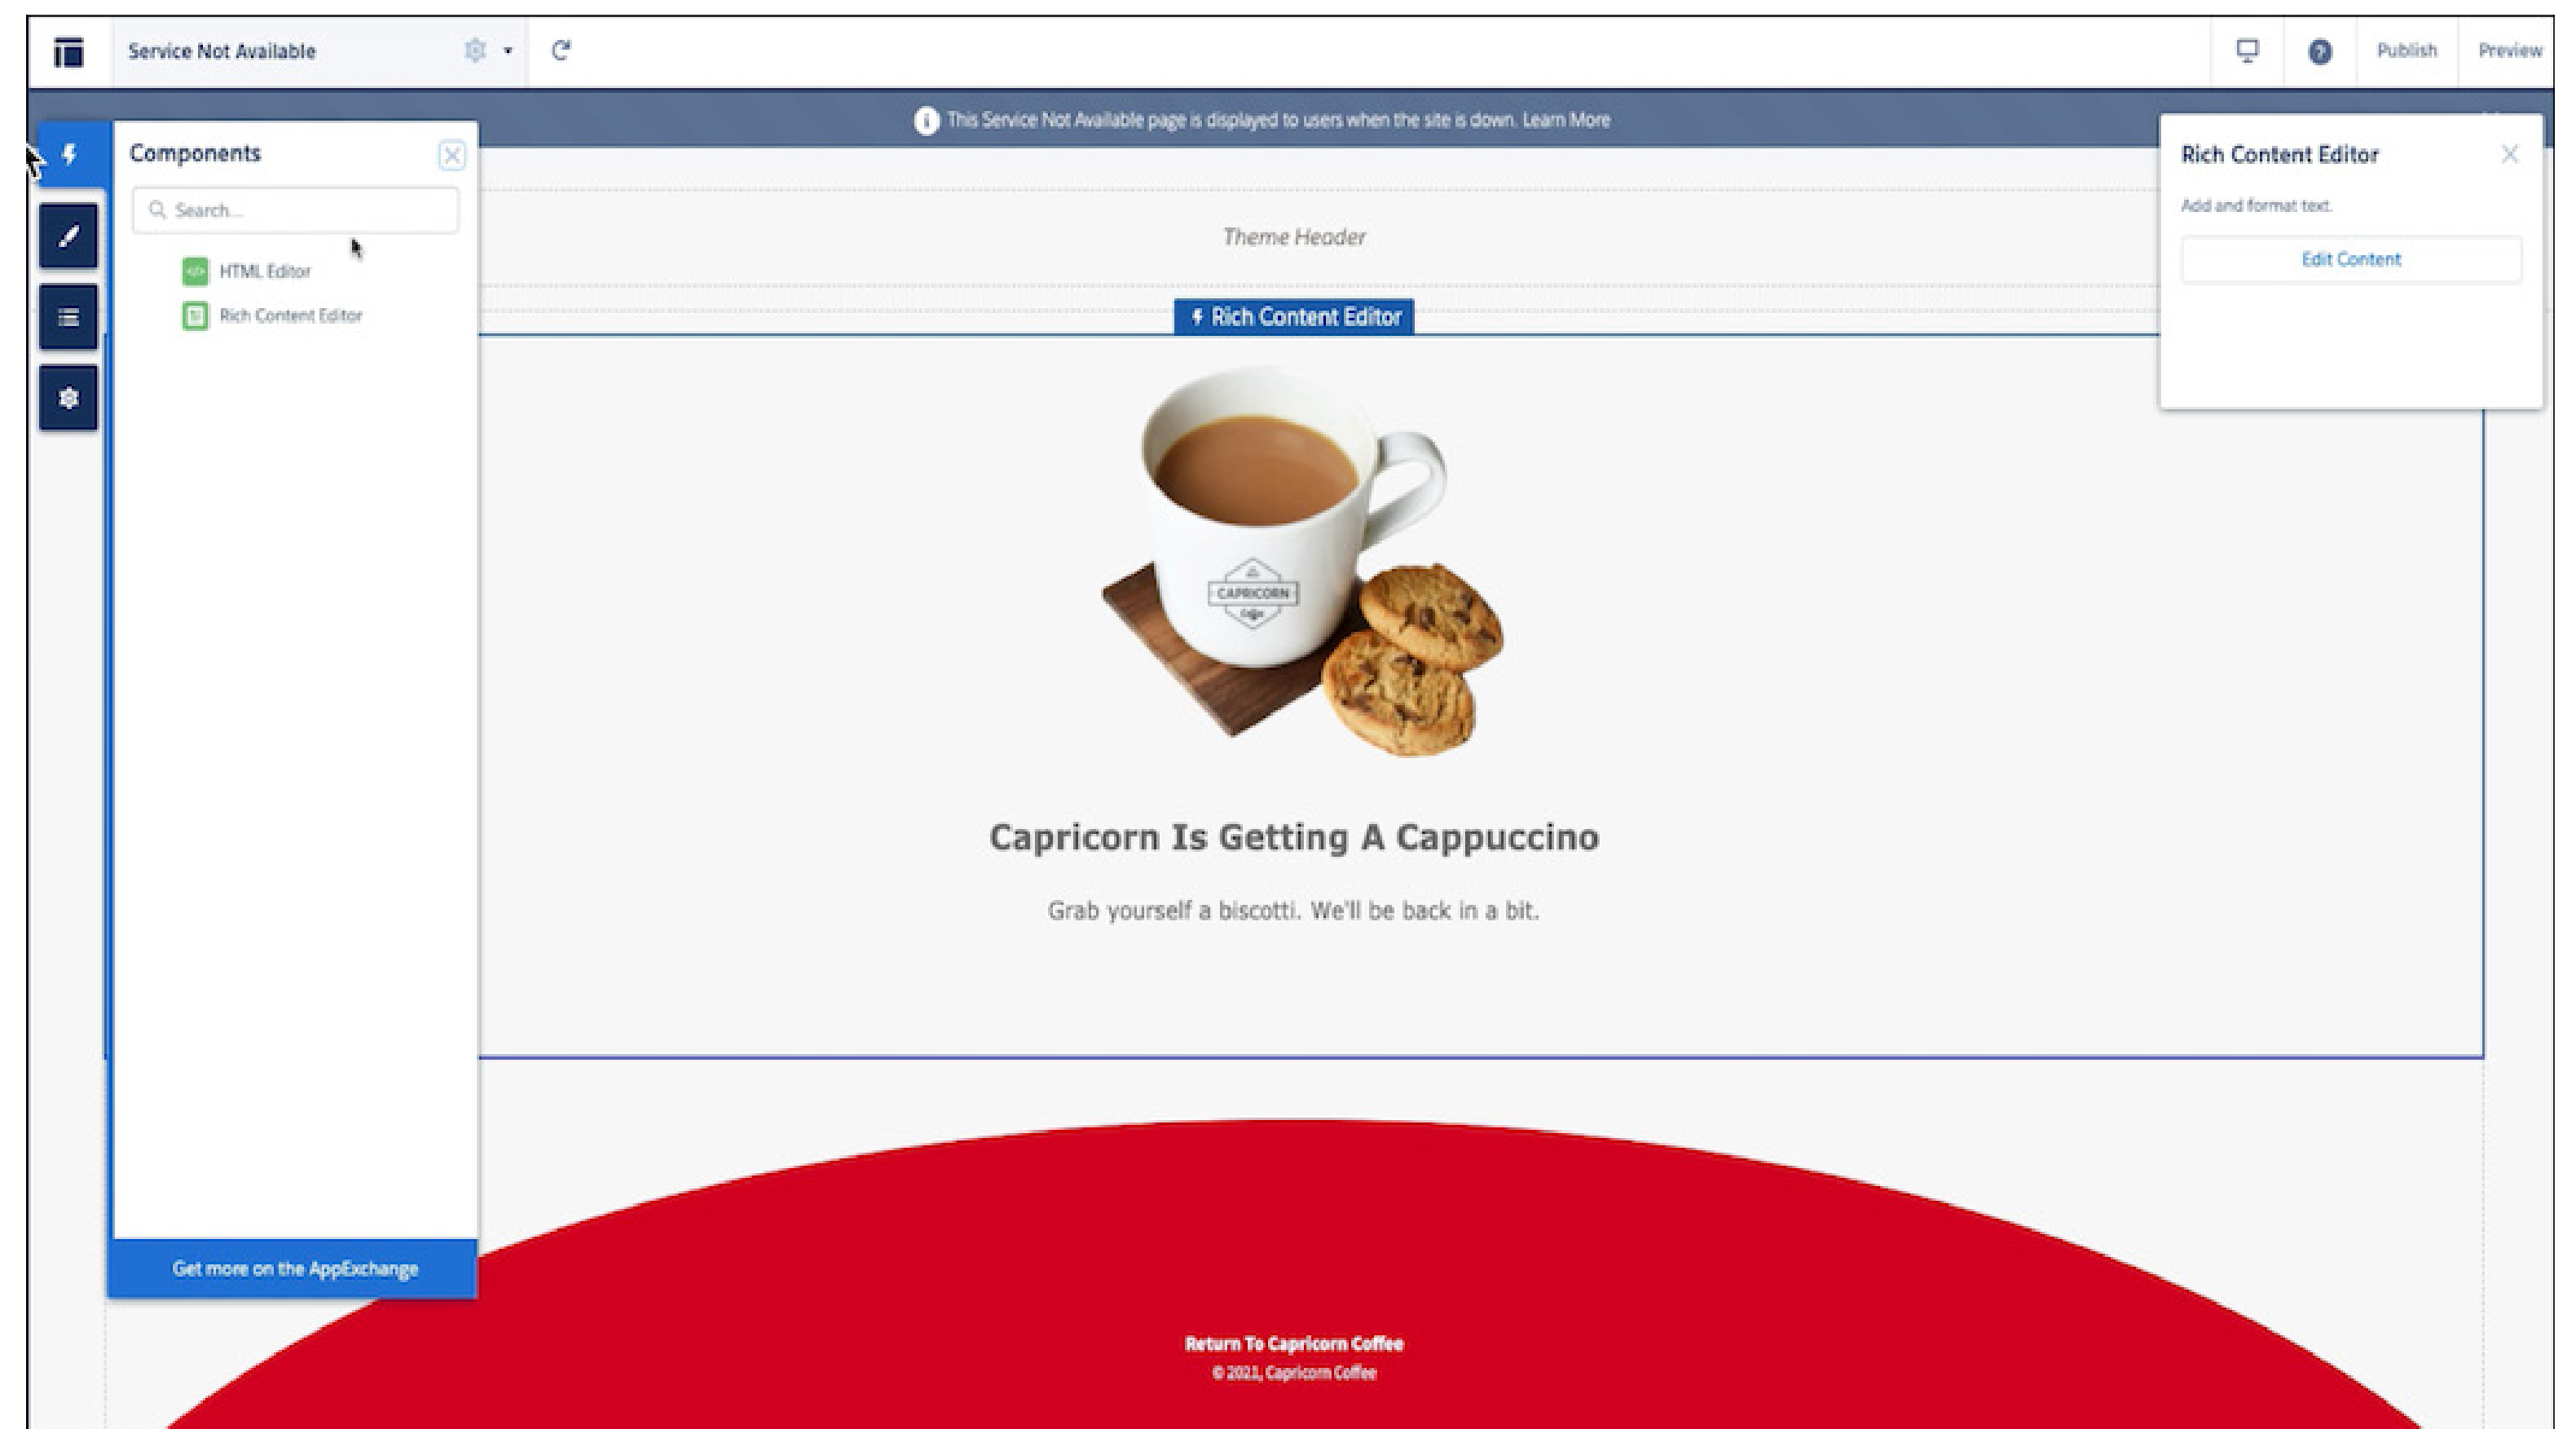 Service Not Available
Publish
Preview
This Service Not Available page is displayed to users when the site is down. Learn More
Components
Search...
HTML Editor
Rich Content Editor
Get more on the AppExchange
Theme Header
Rich Content Editor
CAPRICORN
Coffee
Capricorn Is Getting A Cappuccino
Grab yourself a biscotti. We'll be back in a bit.
Return To Capricorn Coffee
© 2021, Capricorn Coffee
Rich Content Editor
Add and format text.
Edit Content